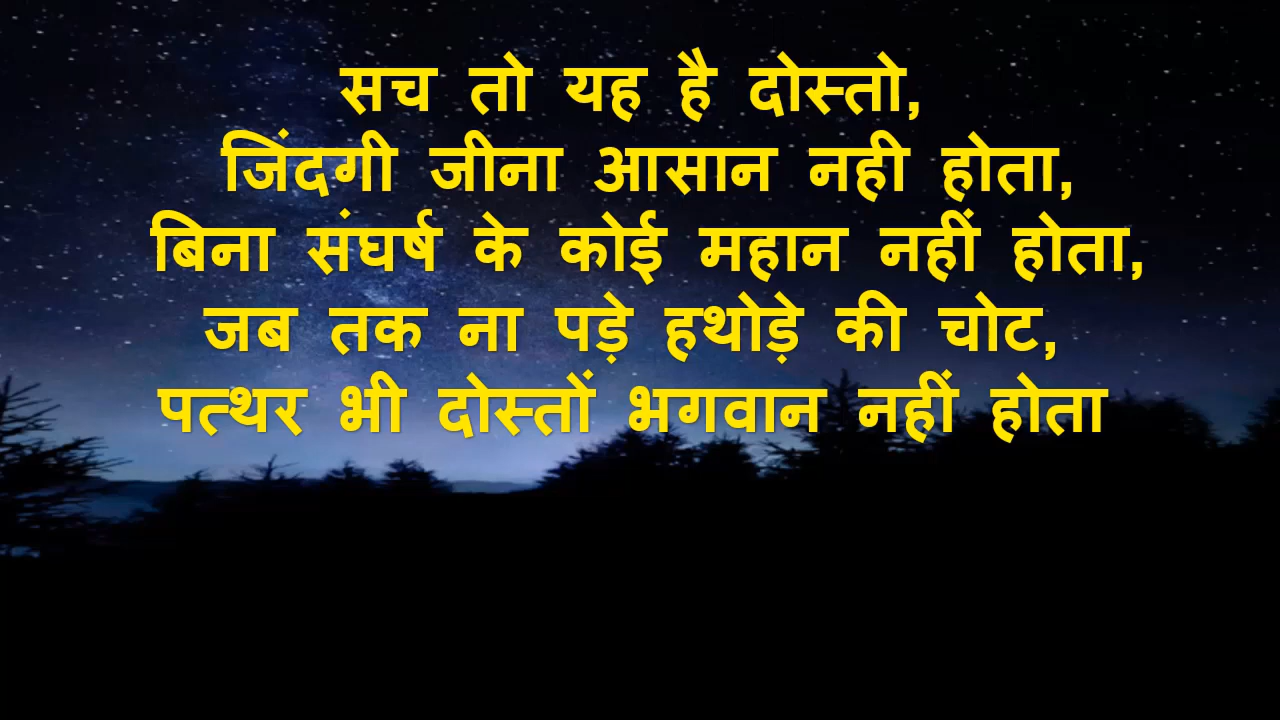 सच तो यह है दोस्तो,
जिंदगी जीना आसान नही होता,
बिना संघर्ष के कोई महान नहीं होता,
जब तक ना पड़े हथोड़े की चोट,
पत्थर भी दोस्तों भगवान नहीं होता